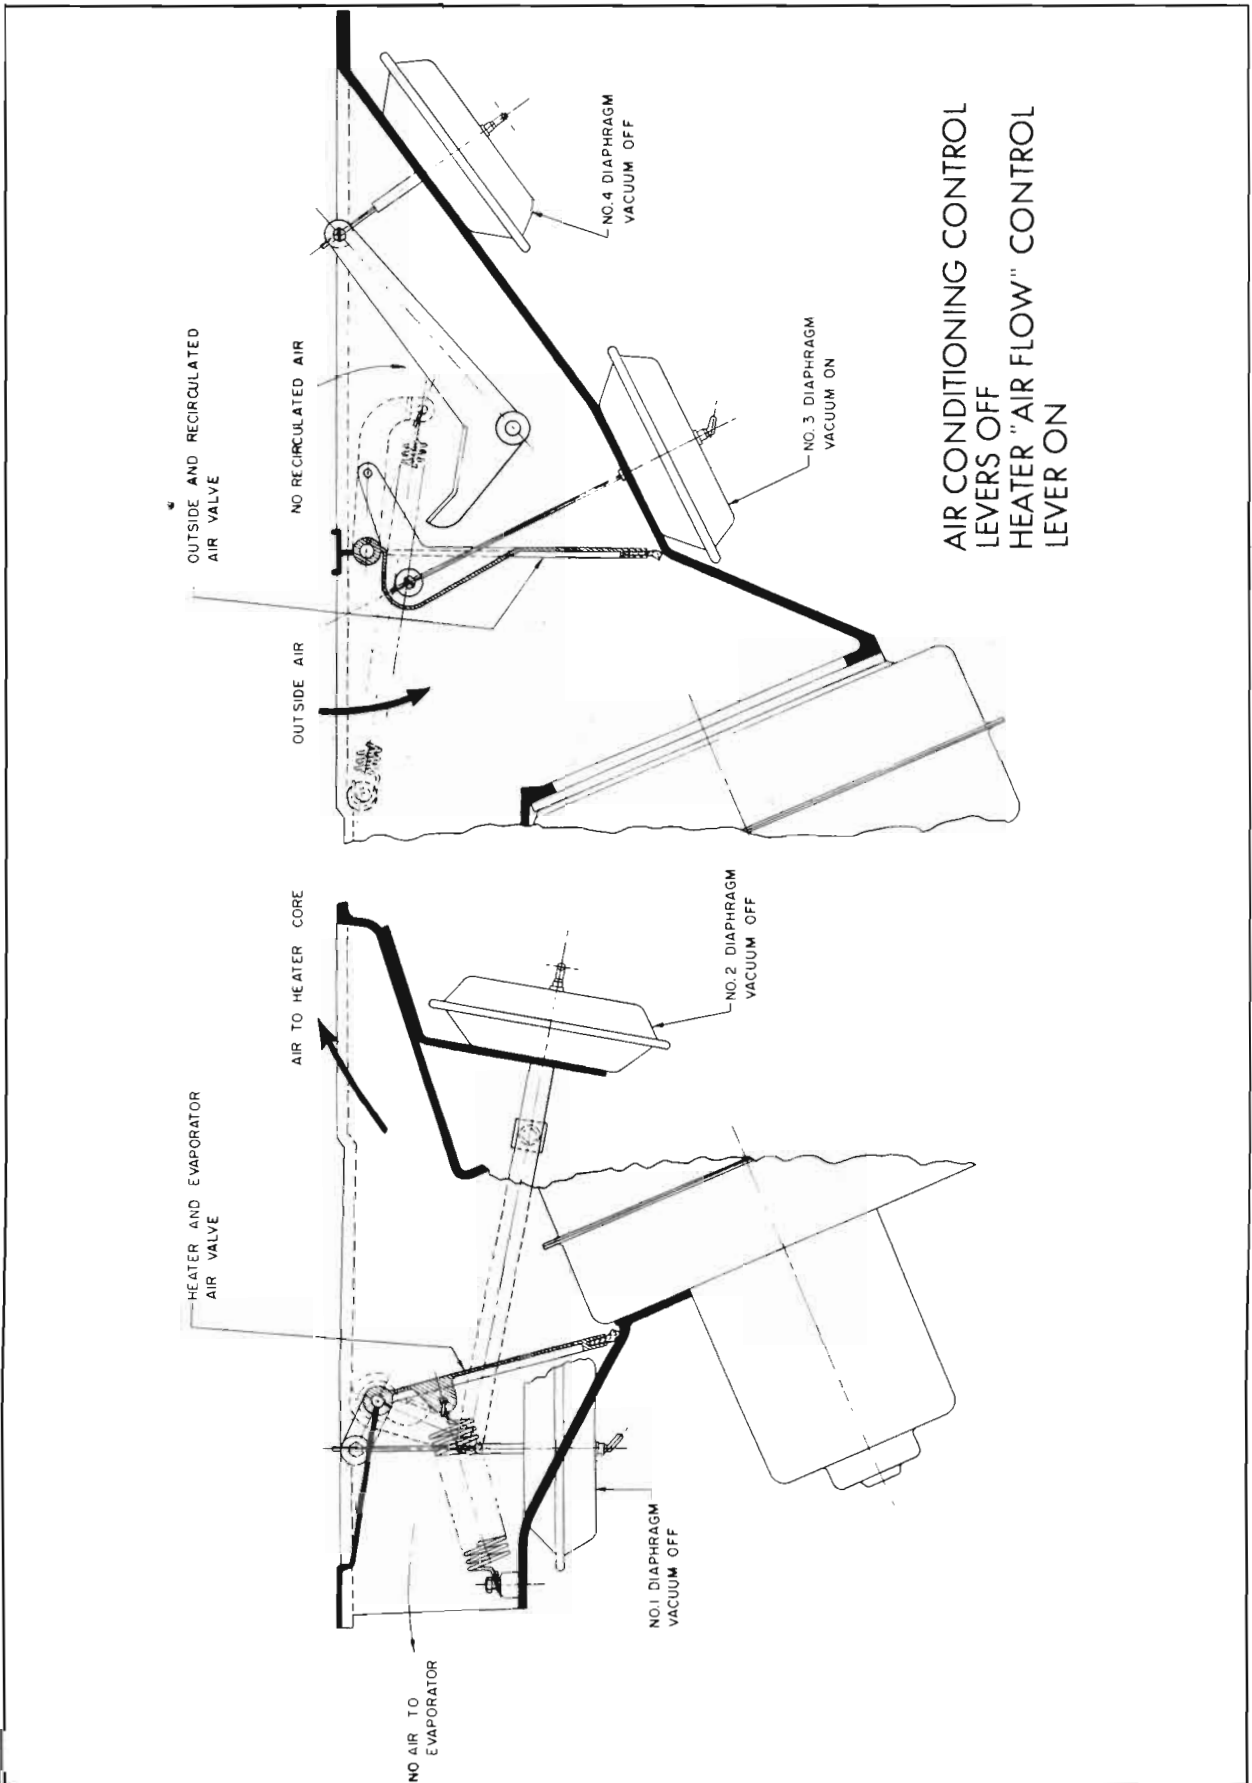 NO AIR TO
EVAPORATOR
HEATER AND EVAPORATOR
AIR VALVE
AIR TO HEATER CORE
OUTSIDE AIR
OUTSIDE AND RECIRCULATED
AIR VALVE
NO RECIRCULATED AIR
NO.1 DIAPHRAGM
VACUUM OFF
NO.2 DIAPHRAGM
VACUUM OFF
NO.3 DIAPHRAGM
VACUUM ON
NO.4 DIAPHRAGM
VACUUM OFF
AIR CONDITIONING CONTROL
LEVERS OFF
HEATER "AIR FLOW" CONTROL
LEVER ON